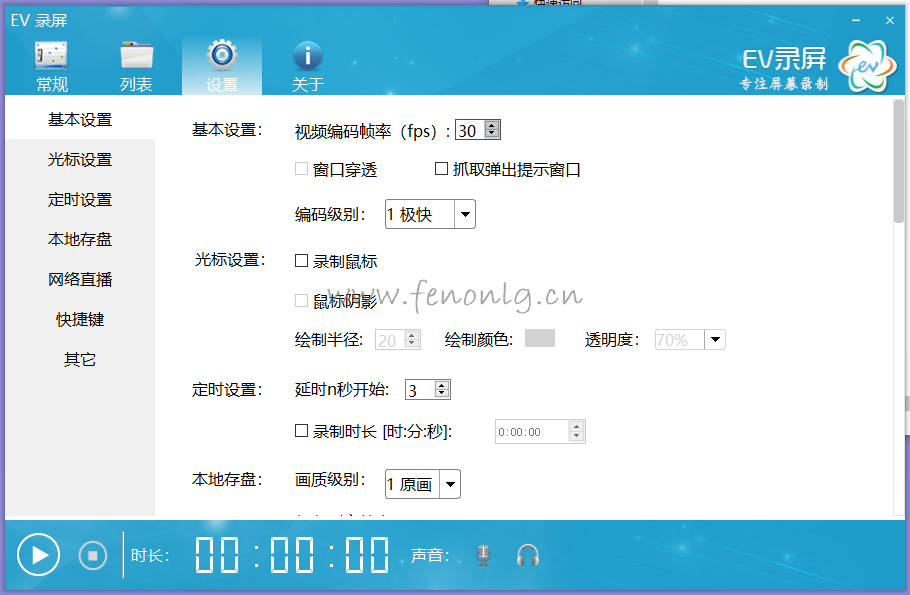 快速访问
EV 录屏
常规
列表
设置
关于
EV录屏
专注屏幕录制
ev
基本设置
光标设置
定时设置
本地存盘
网络直播
快捷键
其它
基本设置:
视频编码帧率（fps）: 30
窗口穿透
抓取弹出提示窗口
编码级别: 1 极快
光标设置:
录制鼠标
鼠标阴影
www.fenonlg.cn
绘制半径: 20 绘制颜色: 透明度: 70%
定时设置:
延时n秒开始: 3
录制时长 [时:分:秒]: 0:00:00
本地存盘:
画质级别: 1 原画
时长: 00:00:00 声音: